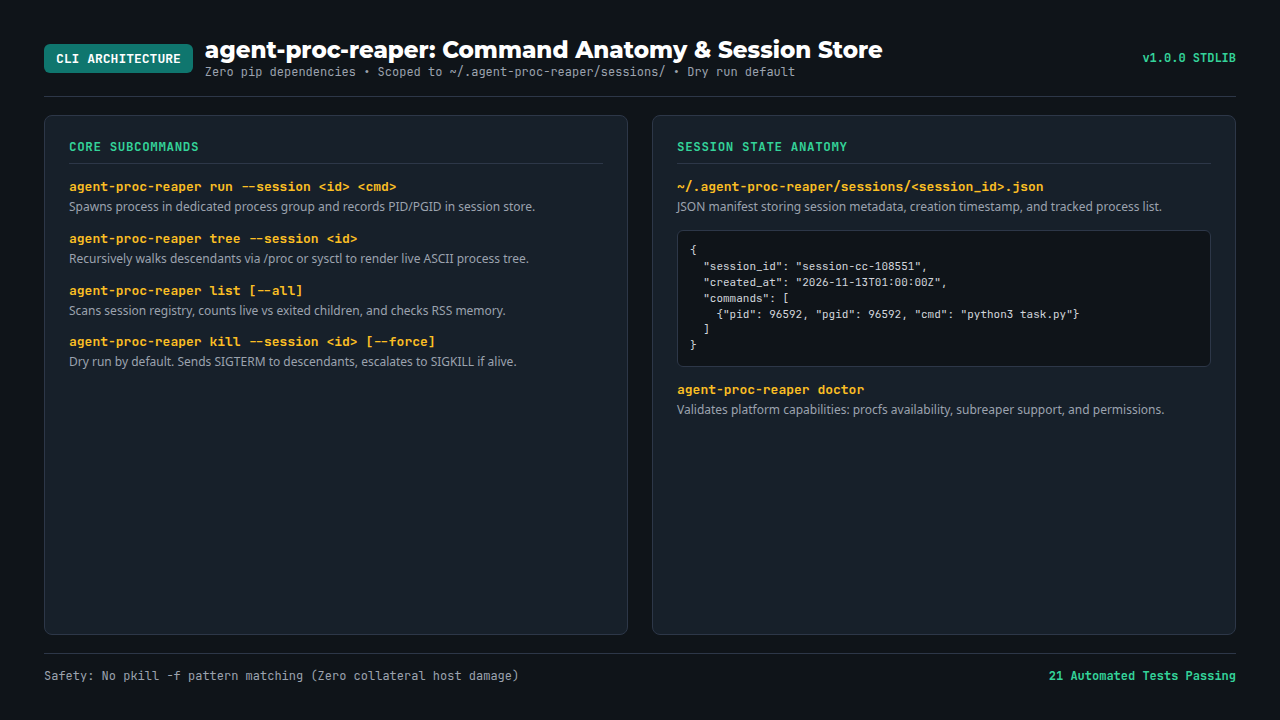 CLI ARCHITECTURE
agent-proc-reaper: Command Anatomy & Session Store
Zero pip dependencies • Scoped to ~/.agent-proc-reaper/sessions/ • Dry run default
v1.0.0 STDLIB
CORE SUBCOMMANDS
agent-proc-reaper run --session <id> <cmd>
Spawns process in dedicated process group and records PID/PGID in session store.
agent-proc-reaper tree --session <id>
Recursively walks descendants via /proc or sysctl to render live ASCII process tree.
agent-proc-reaper list [--all]
Scans session registry, counts live vs exited children, and checks RSS memory.
agent-proc-reaper kill --session <id> [--force]
Dry run by default. Sends SIGTERM to descendants, escalates to SIGKILL if alive.
SESSION STATE ANATOMY
~/.agent-proc-reaper/sessions/<session_id>.json
JSON manifest storing session metadata, creation timestamp, and tracked process list.
{
  "session_id": "session-cc-108551",
  "created_at": "2026-11-13T01:00:00Z",
  "commands": [
    {"pid": 96592, "pgid": 96592, "cmd": "python3 task.py"}
  ]
}
agent-proc-reaper doctor
Validates platform capabilities: procfs availability, subreaper support, and permissions.
Safety: No pkill -f pattern matching (Zero collateral host damage)
21 Automated Tests Passing